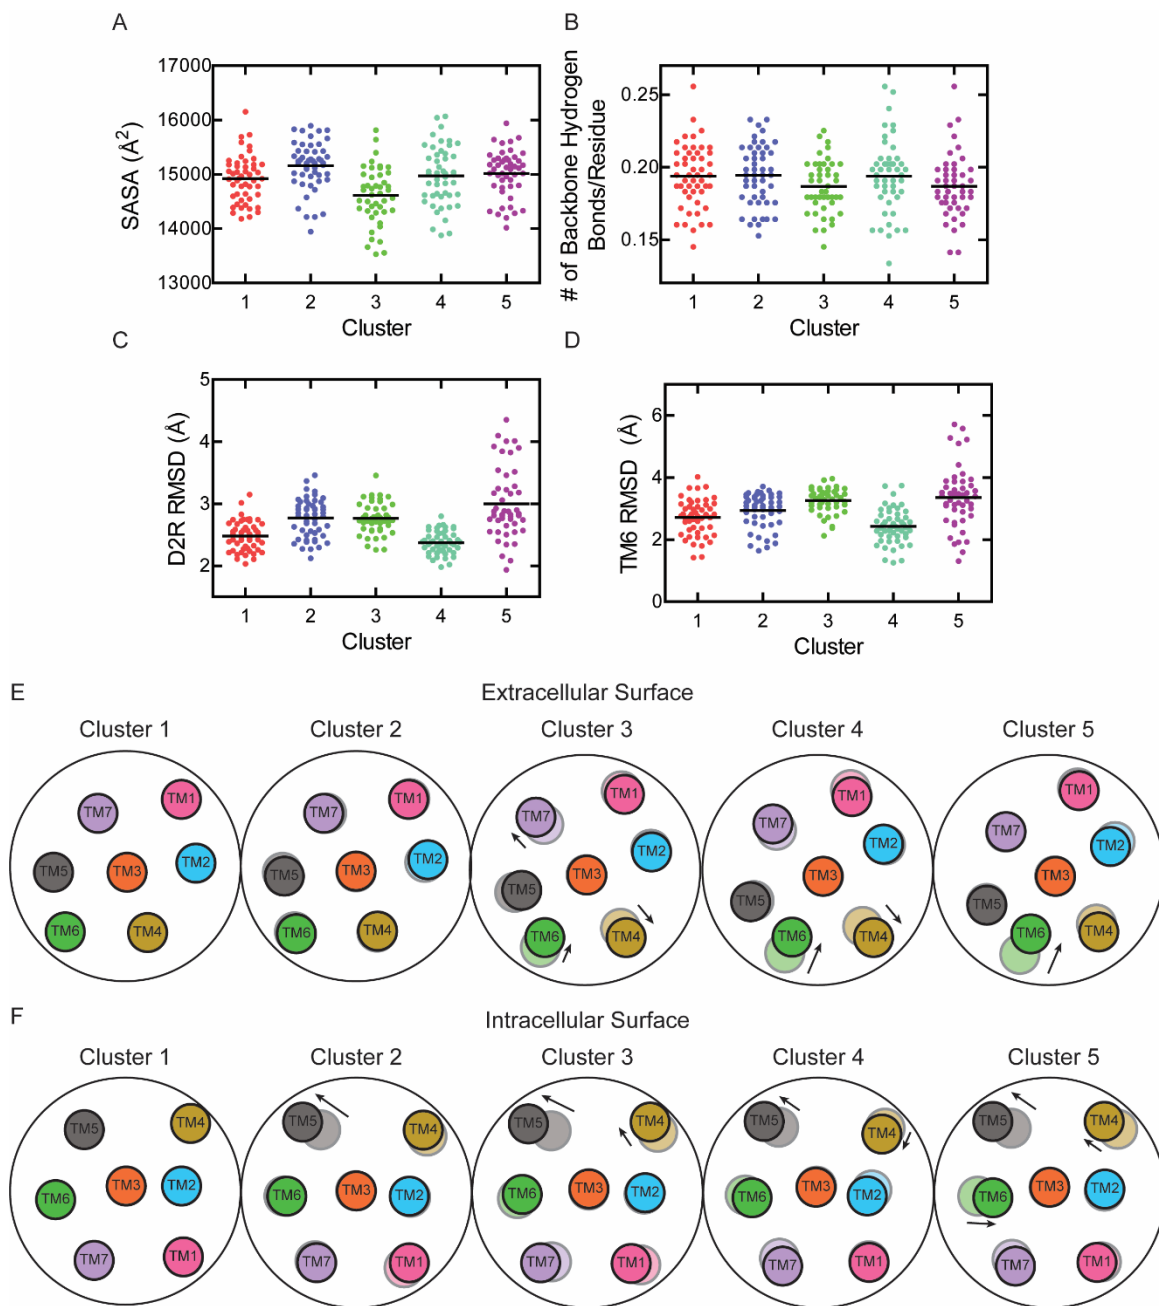 A
B
17000
16000
15000
14000
13000
SASA (Å²)
1 2 3 4 5
Cluster
# of Backbone Hydrogen
Bonds/Residue
0.25
0.20
0.15
1 2 3 4 5
Cluster
C
D
D2R RMSD (Å)
5
4
3
2
1 2 3 4 5
Cluster
TM6 RMSD (Å)
6
4
2
0
1 2 3 4 5
Cluster
E
Extracellular Surface
Cluster 1 Cluster 2 Cluster 3 Cluster 4 Cluster 5
TM7 TM1 TM2 TM5 TM3 TM6 TM4
TM7 TM1 TM2 TM5 TM3 TM6 TM4
TM7 TM1 TM2 TM5 TM3 TM6 TM4
TM7 TM1 TM2 TM5 TM3 TM6 TM4
TM7 TM1 TM2 TM5 TM3 TM6 TM4
F
Intracellular Surface
Cluster 1 Cluster 2 Cluster 3 Cluster 4 Cluster 5
TM5 TM4 TM6 TM3 TM2 TM7 TM1
TM5 TM4 TM6 TM3 TM2 TM7 TM1
TM5 TM4 TM6 TM3 TM2 TM7 TM1
TM5 TM4 TM6 TM3 TM2 TM7 TM1
TM5 TM4 TM6 TM3 TM2 TM7 TM1